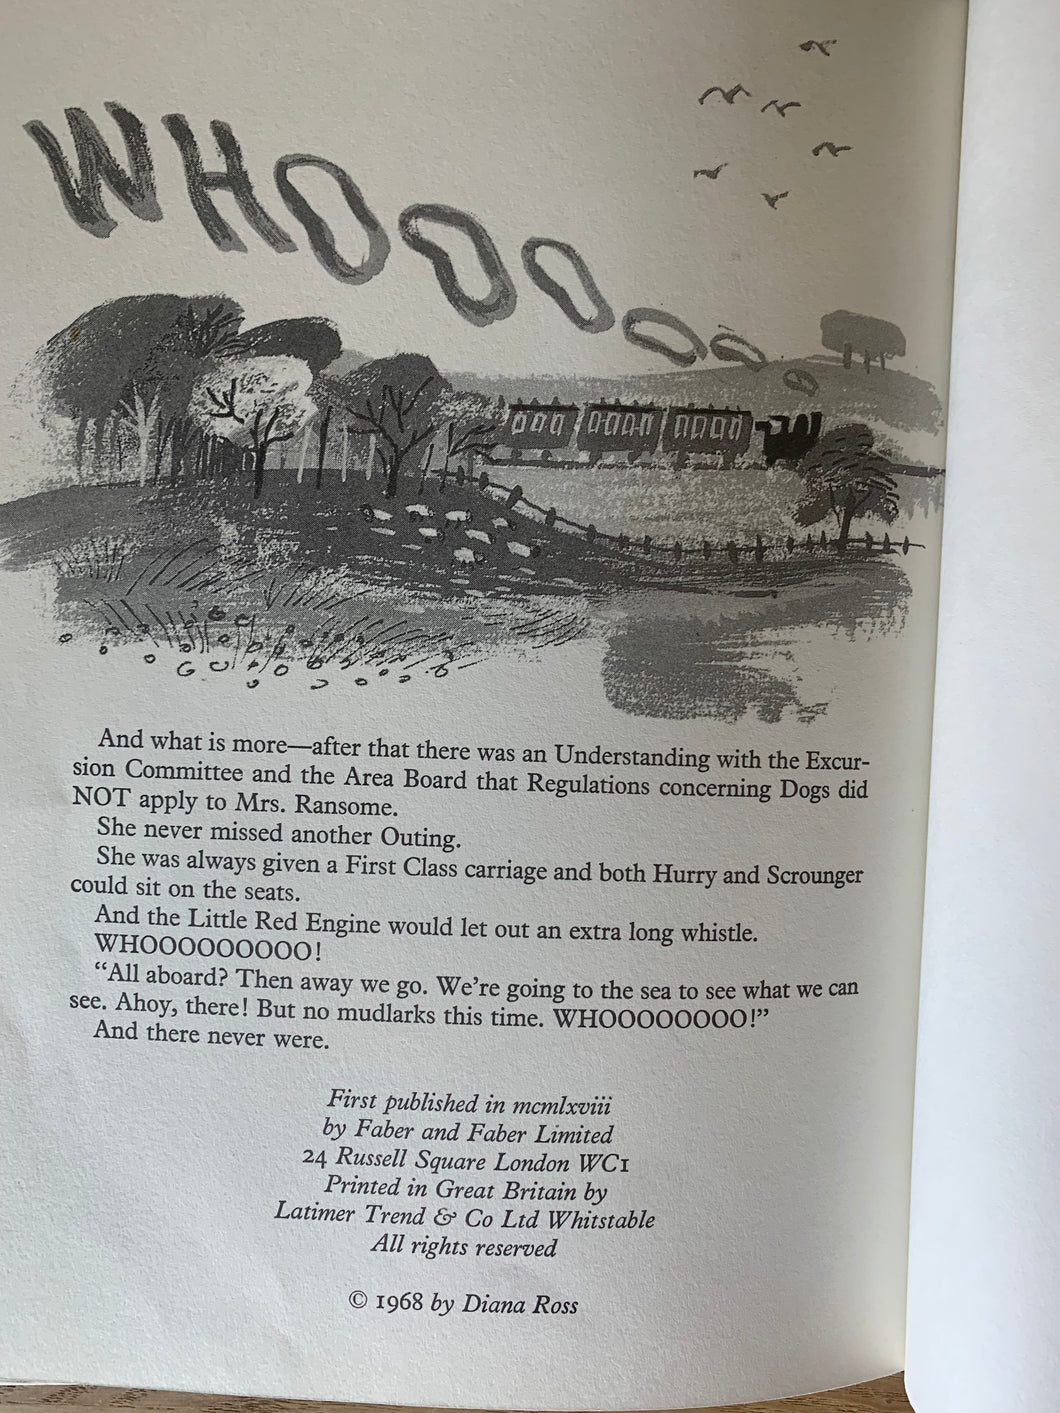 WHOOOOOO
And what is more—after that there was an Understanding with the Excur-
sion Committee and the Area Board that Regulations concerning Dogs did
NOT apply to Mrs. Ransome.
She never missed another Outing.
She was always given a First Class carriage and both Hurry and Scrounger
could sit on the seats.
And the Little Red Engine would let out an extra long whistle.
WHOOOOOOOOO!
“All aboard? Then away we go. We’re going to the sea to see what we can
see. Ahoy, there! But no mudlarks this time. WHOOOOOOOO!”
And there never were.
First published in mcmlxviii
by Faber and Faber Limited
24 Russell Square London WC1
Printed in Great Britain by
Latimer Trend & Co Ltd Whitstable
All rights reserved
© 1968 by Diana Ross